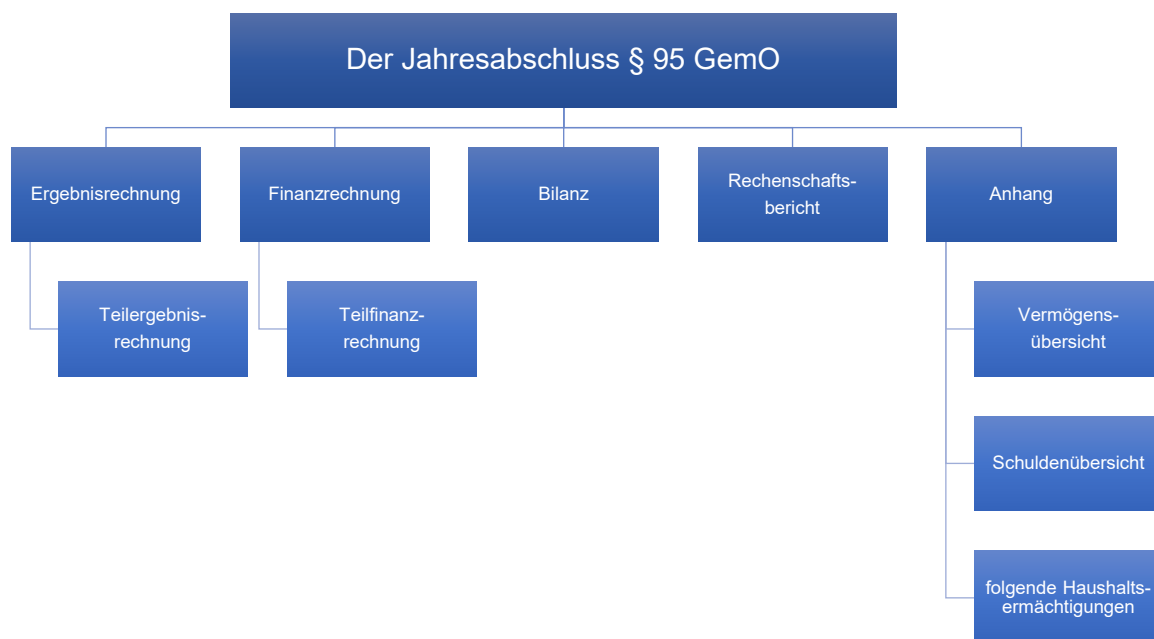 Der Jahresabschluss § 95 GemO
Ergebnisrechnung
Finanzrechnung
Bilanz
Rechenschafts-
bericht
Anhang
Teilergebnis-
rechnung
Teilfinanz-
rechnung
Vermögens-
übersicht
Schuldenübersicht
folgende Haushalts-
ermächtigungen